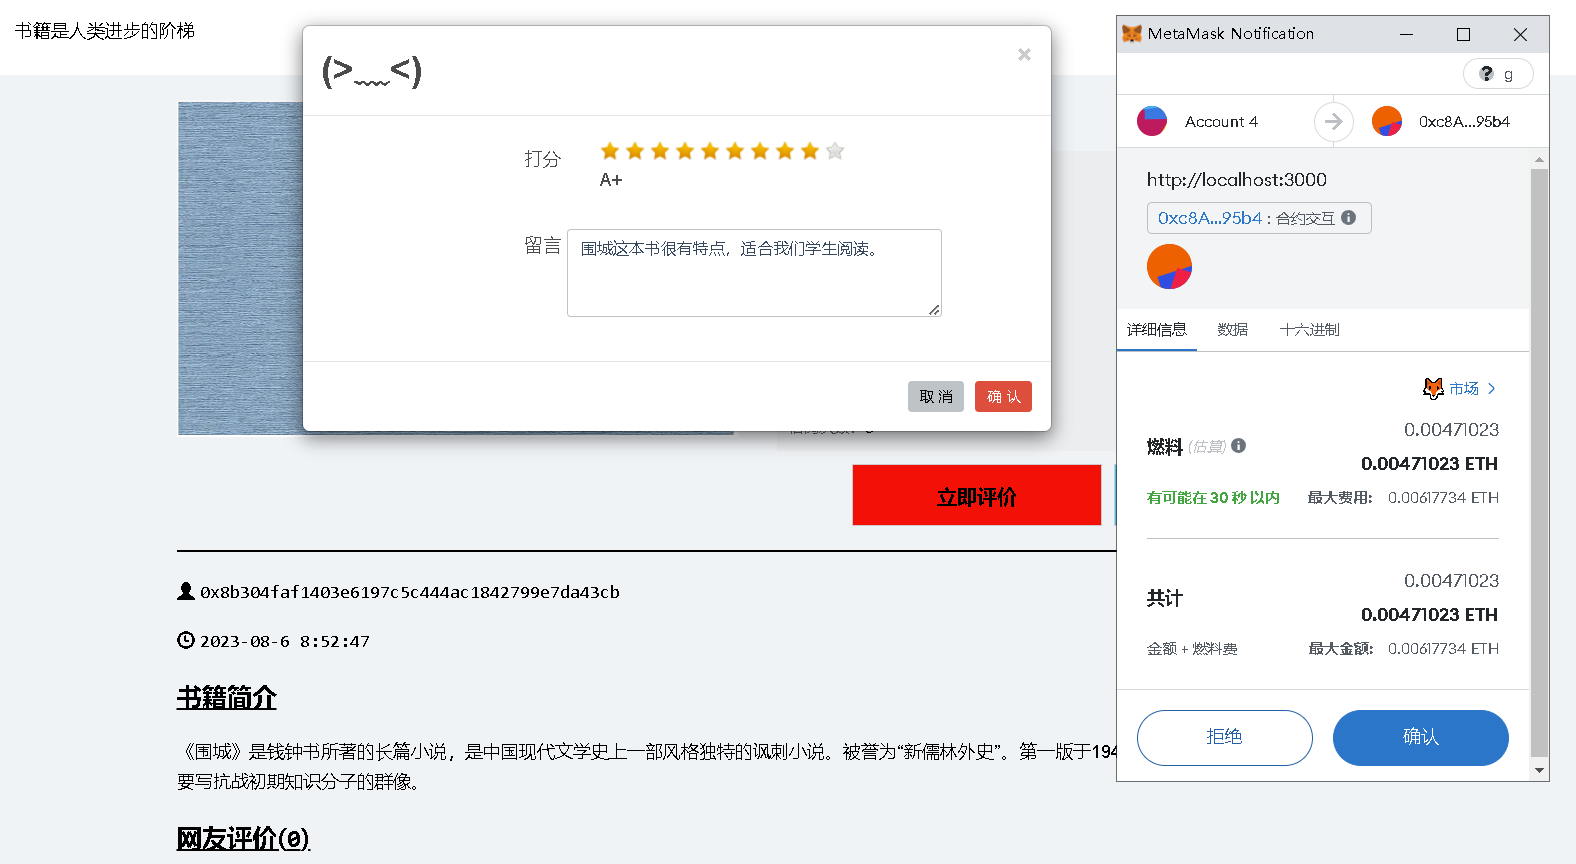 书籍是人类进步的阶梯
(>﹏<)
×
打分
A+
留言
围城这本书很有特点，适合我们学生阅读。
取 消
确 认
立即评价
0x8b304faf1403e6197c5c444ac1842799e7da43cb
2023-08-6 8:52:47
书籍简介
《围城》是钱钟书所著的长篇小说，是中国现代文学史上一部风格独特的讽刺小说。被誉为“新儒林外史”。第一版于194
要写抗战初期知识分子的群像。
网友评价(0)
MetaMask Notification
? g
Account 4
0xc8A...95b4
http://localhost:3000
0xc8A...95b4 : 合约交互
详细信息 数据 十六进制
市场
0.00471023
燃料 (估算)
0.00471023 ETH
有可能在 30 秒 以内 最大费用: 0.00617734 ETH
0.00471023
共计
0.00471023 ETH
金额 + 燃料费 最大金额: 0.00617734 ETH
拒绝
确认